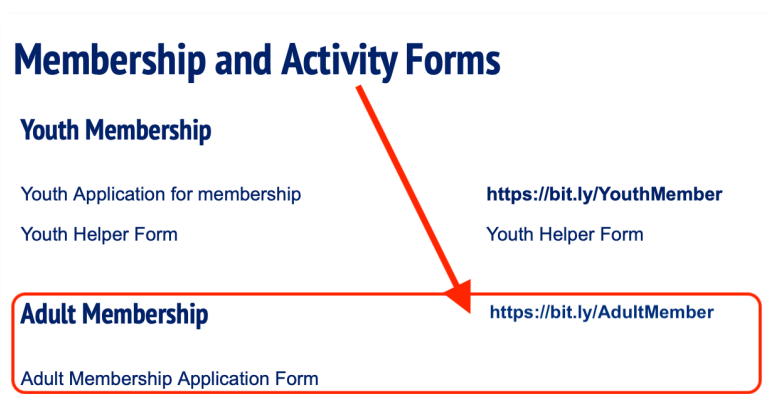 Membership and Activity Forms
Youth Membership
Youth Application for membership https://bit.ly/YouthMember
Youth Helper Form Youth Helper Form
Adult Membership https://bit.ly/AdultMember
Adult Membership Application Form